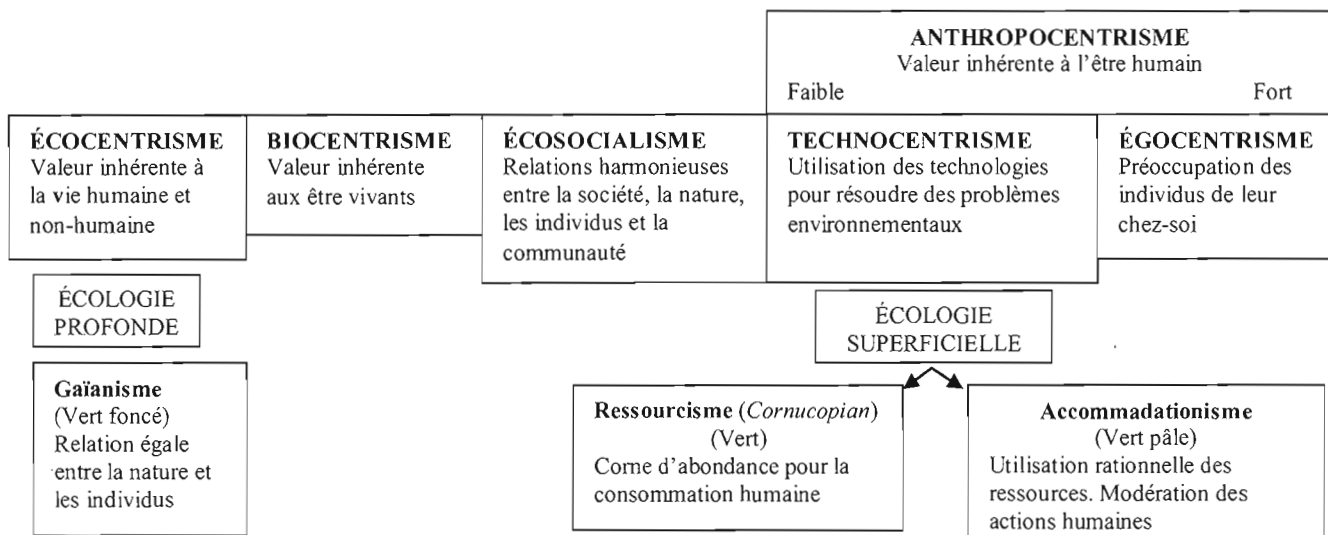 ANTHROPOCENTRISME
Valeur inhérente à l'être humain
Faible Fort
ÉCOCENTRISME
Valeur inhérente à
la vie humaine et
non-humaine
BIOCENTRISME
Valeur inhérente
aux être vivants
ÉCOSOCIALISME
Relations harmonieuses
entre la société, la nature,
les individus et la
communauté
TECHNOCENTRISME
Utilisation des technologies
pour résoudre des problèmes
environnementaux
ÉGOCENTRISME
Préoccupation des
individus de leur
chez-soi
ÉCOLOGIE
PROFONDE
ÉCOLOGIE
SUPERFICIELLE
Gaïanisme
(Vert foncé)
Relation égale
entre la nature et
les individus
Ressourcisme (Cornucopian)
(Vert)
Corne d'abondance pour la
consommation humaine
Accommadationisme
(Vert pâle)
Utilisation rationnelle des
ressources. Modération des
actions humaines